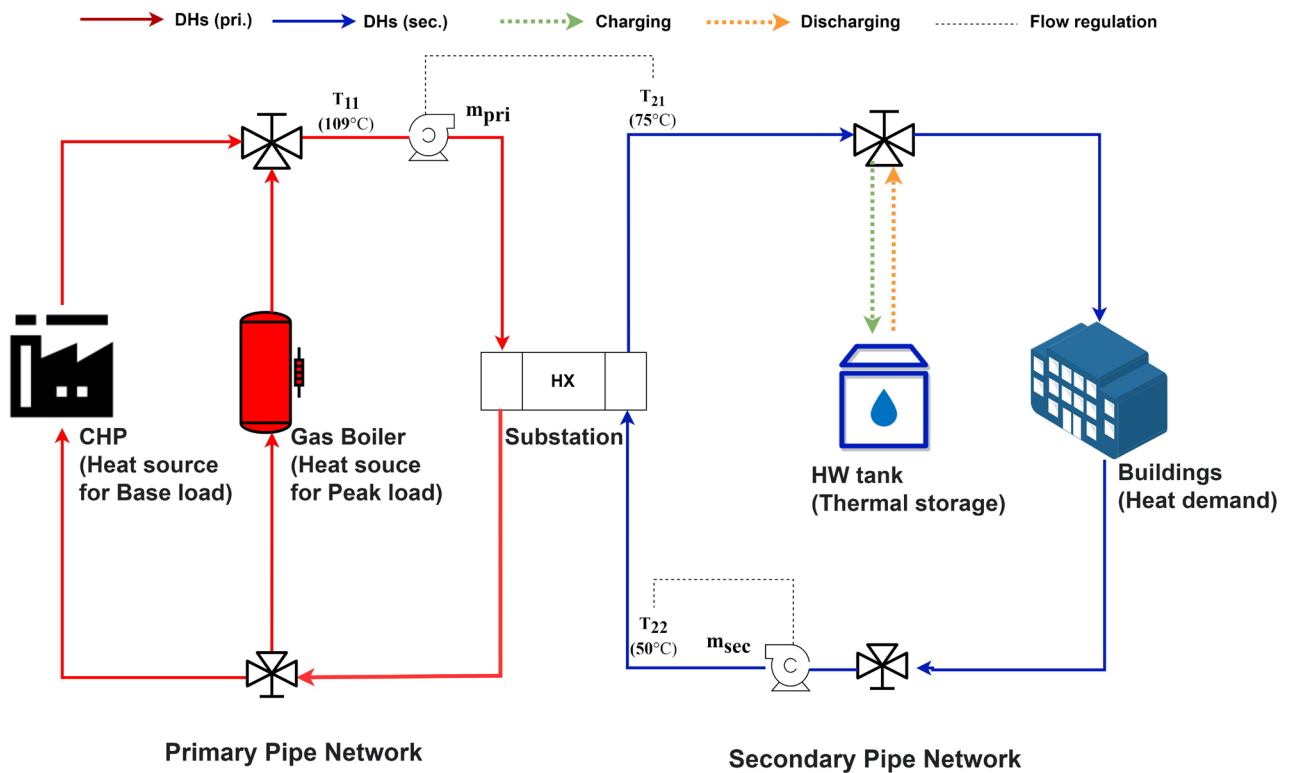 DHs (pri.)
DHs (sec.)
Charging
Discharging
Flow regulation
T11
(109°C)
mpri
T21
(75°C)
HX
Substation
CHP
(Heat source
for Base load)
Gas Boiler
(Heat souce
for Peak load)
HW tank
(Thermal storage)
Buildings
(Heat demand)
T22
(50°C)
msec
Primary Pipe Network
Secondary Pipe Network